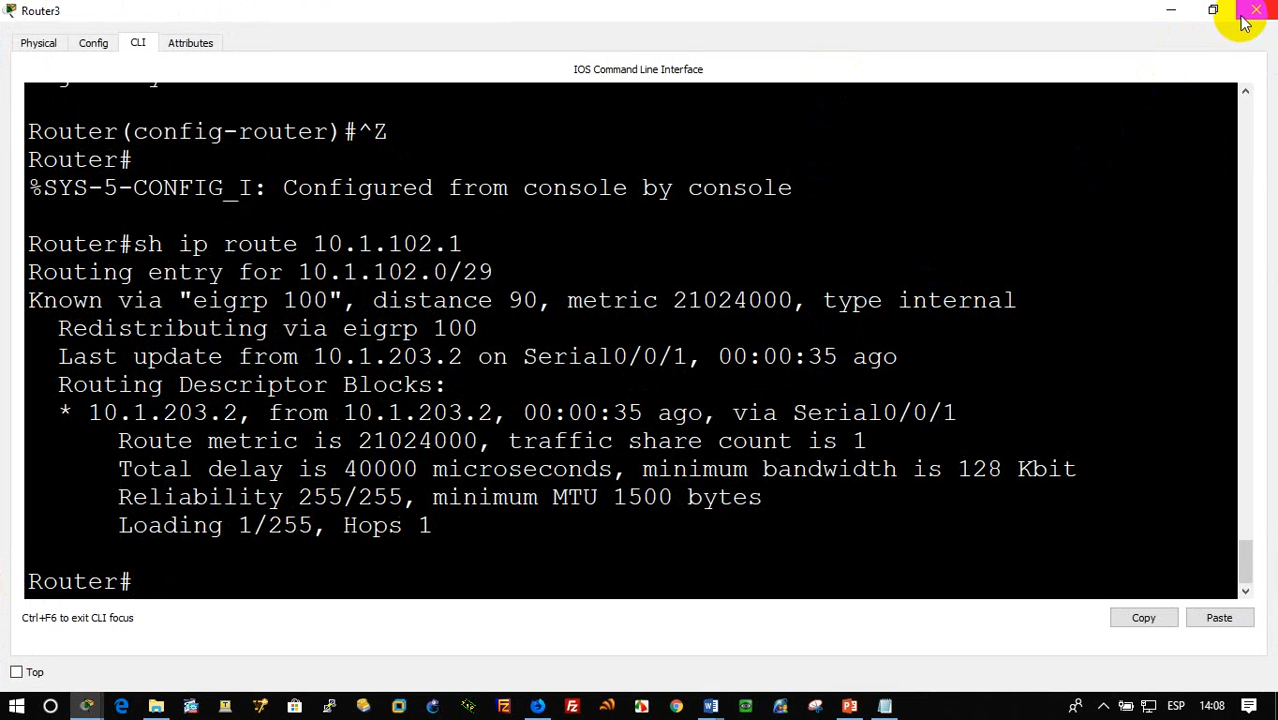 Router3
Physical Config CLI Attributes
IOS Command Line Interface
Router(config-router)#^Z
Router#
%SYS-5-CONFIG_I: Configured from console by console
Router#sh ip route 10.1.102.1
Routing entry for 10.1.102.0/29
Known via "eigrp 100", distance 90, metric 21024000, type internal
Redistributing via eigrp 100
Last update from 10.1.203.2 on Serial0/0/1, 00:00:35 ago
Routing Descriptor Blocks:
* 10.1.203.2, from 10.1.203.2, 00:00:35 ago, via Serial0/0/1
Route metric is 21024000, traffic share count is 1
Total delay is 40000 microseconds, minimum bandwidth is 128 Kbit
Reliability 255/255, minimum MTU 1500 bytes
Loading 1/255, Hops 1
Router#
Ctrl+F6 to exit CLI focus
Copy Paste
Top
ESP 14:08